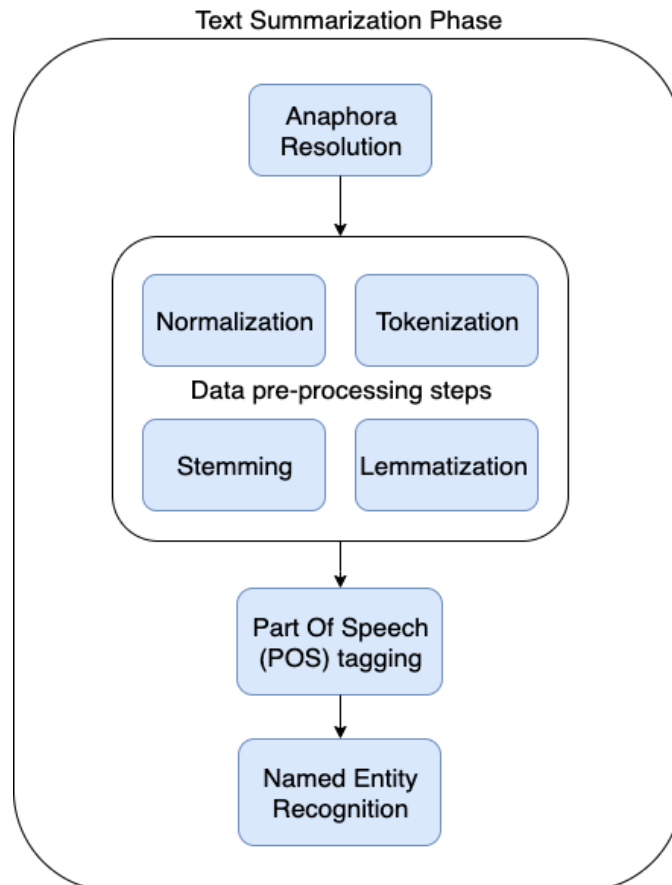 Text Summarization Phase
Anaphora
Resolution
Normalization
Tokenization
Data pre-processing steps
Stemming
Lemmatization
Part Of Speech
(POS) tagging
Named Entity
Recognition